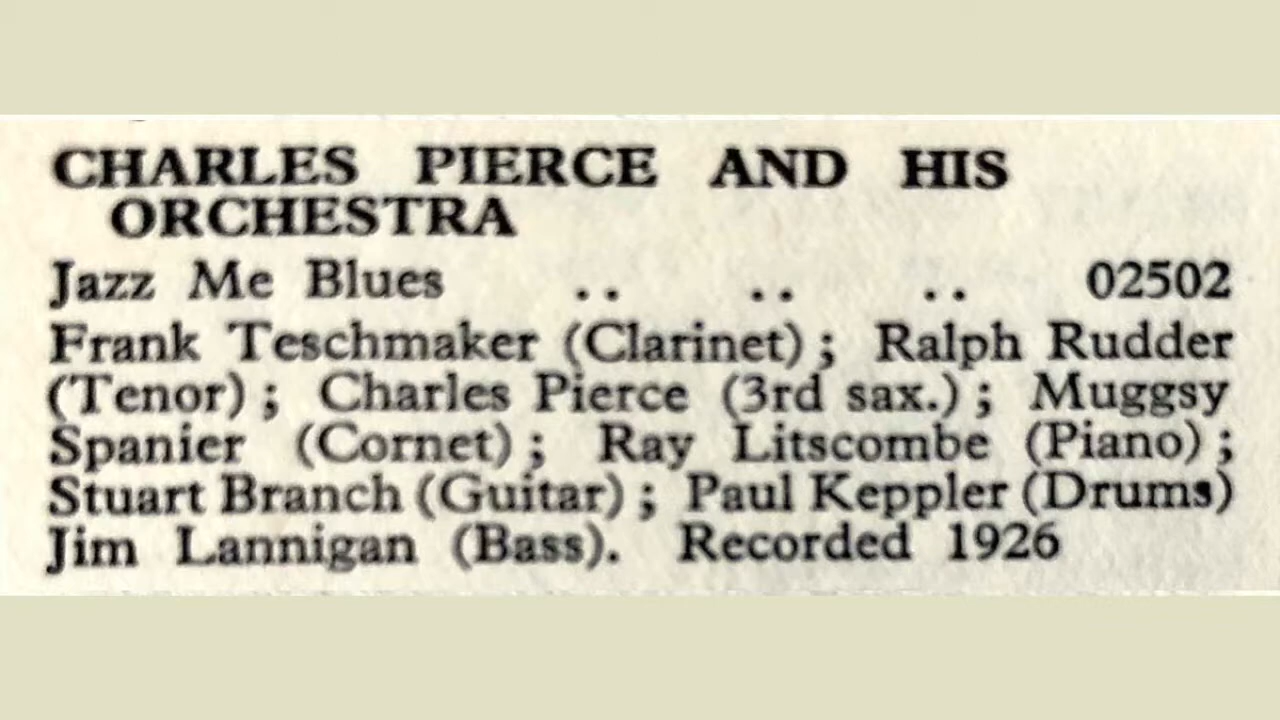 CHARLES PIERCE AND HIS
ORCHESTRA
Jazz Me Blues .. .. .. 02502
Frank Teschmaker (Clarinet) ; Ralph Rudder
(Tenor) ; Charles Pierce (3rd sax.) ; Muggsy
Spanier (Cornet) ; Ray Litscombe (Piano) ;
Stuart Branch (Guitar) ; Paul Keppler (Drums)
Jim Lannigan (Bass). Recorded 1926